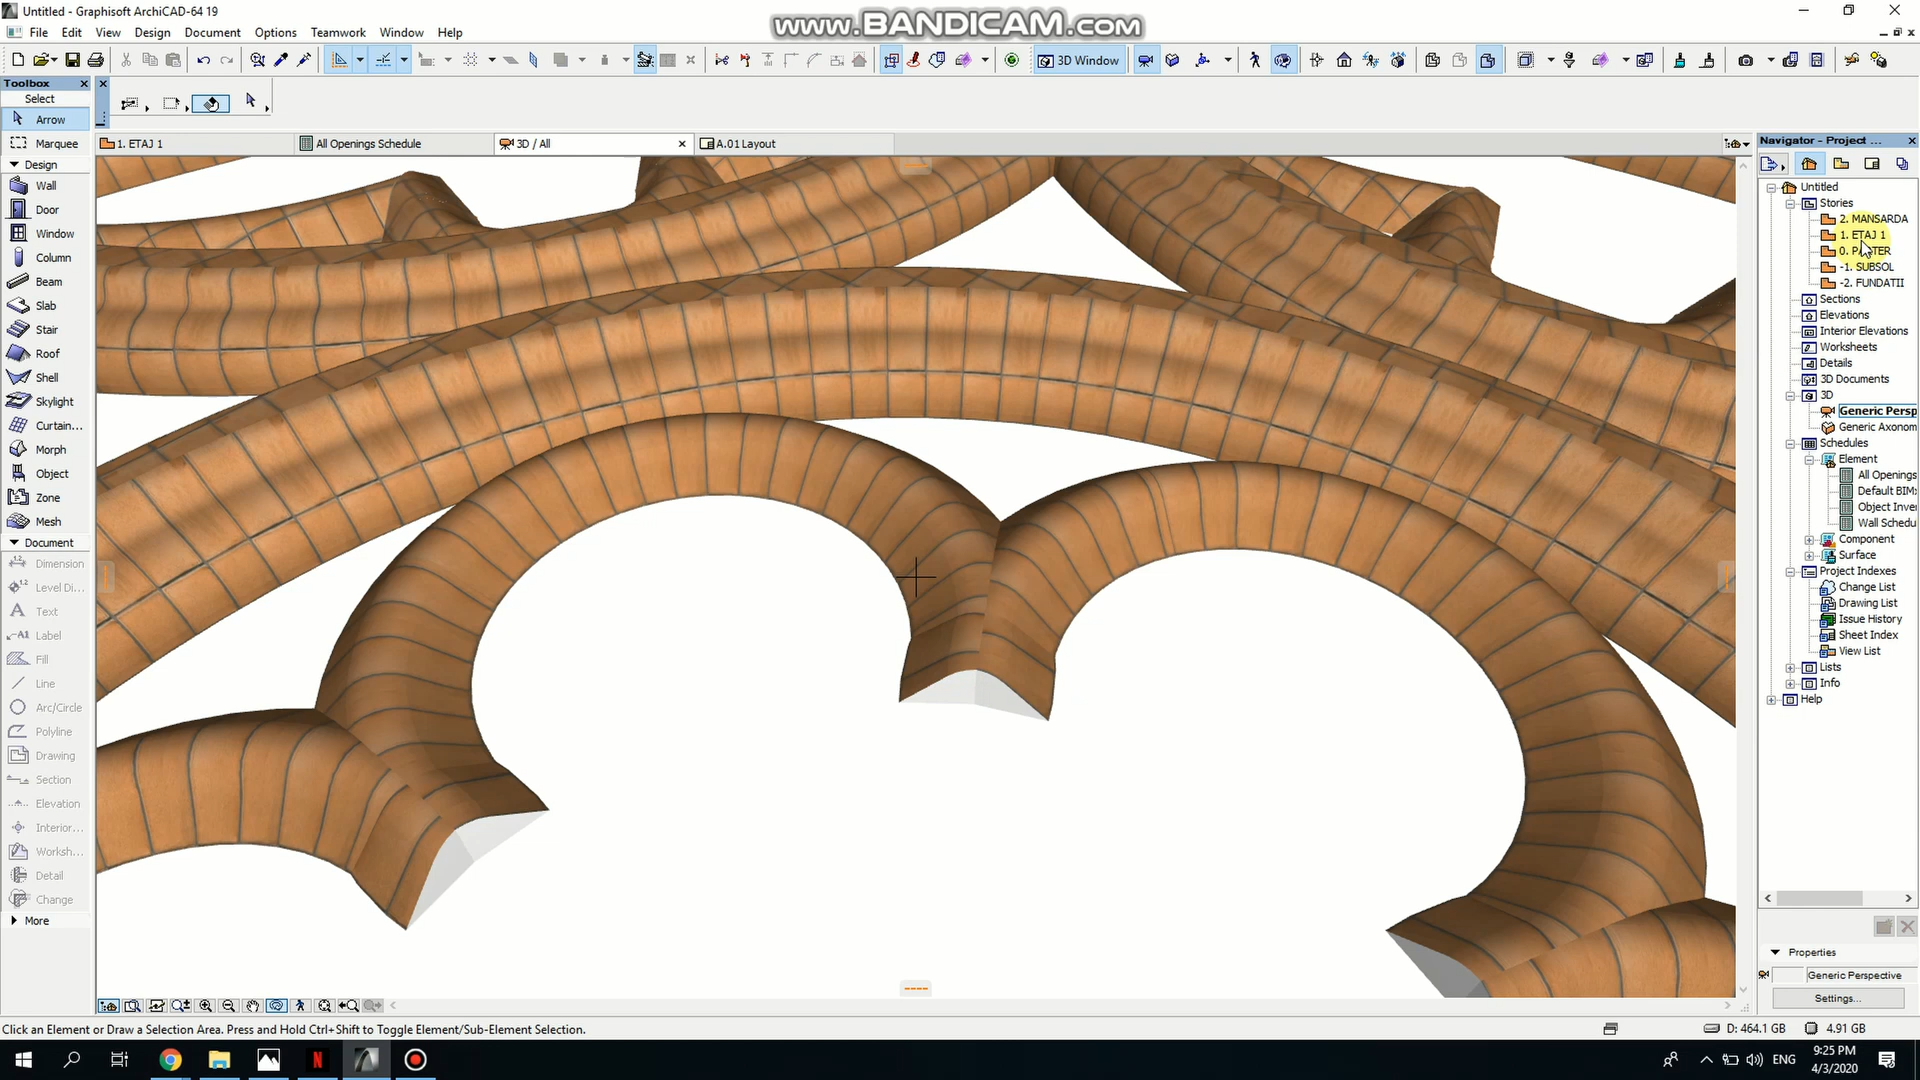 Untitled - Graphisoft ArchiCAD-64 19
www.BANDICAM.com
File Edit View Design Document Options Teamwork Window Help
3D Window
Toolbox
Select
Arrow
Marquee
Design
Wall
Door
Window
Column
Beam
Slab
Stair
Roof
Shell
Skylight
Curtain...
Morph
Object
Zone
Mesh
Document
Dimension
Level Di...
Text
Label
Fill
Line
Arc/Circle
Polyline
Drawing
Section
Elevation
Interior...
Worksh...
Detail
Change
More
1. ETAJ 1
All Openings Schedule
3D / All
A.01 Layout
Navigator - Project ...
Untitled
Stories
2. MANSARDA
1. ETAJ 1
0. 
-1. SUBSOL
-2. FUNDATII
Sections
Elevations
Interior Elevations
Worksheets
Details
3D Documents
3D
Generic Persp
Generic Axonom
Schedules
Element
All Openings
Default BIM
Object Inve
Wall Schedu
Component
Surface
Project Indexes
Change List
Drawing List
Issue History
Sheet Index
View List
Lists
Info
Help
Properties
Generic Perspective
Settings...
Click an Element or Draw a Selection Area. Press and Hold Ctrl+Shift to Toggle Element/Sub-Element Selection.
D: 464.1 GB
4.91 GB
ENG
9:25 PM
4/3/2020